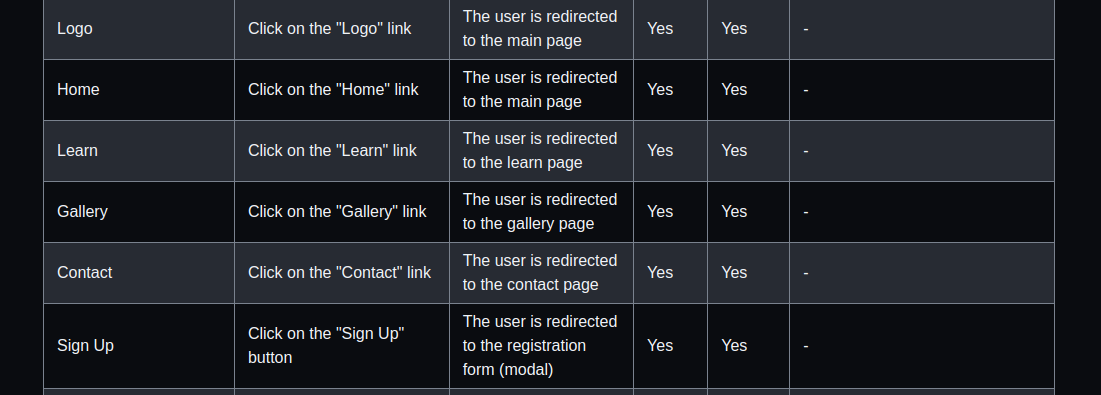 Logo
Click on the "Logo" link
The user is redirected
to the main page
Yes
Yes
-
Home
Click on the "Home" link
The user is redirected
to the main page
Yes
Yes
-
Learn
Click on the "Learn" link
The user is redirected
to the learn page
Yes
Yes
-
Gallery
Click on the "Gallery" link
The user is redirected
to the gallery page
Yes
Yes
-
Contact
Click on the "Contact" link
The user is redirected
to the contact page
Yes
Yes
-
Sign Up
Click on the "Sign Up"
button
The user is redirected
to the registration
form (modal)
Yes
Yes
-